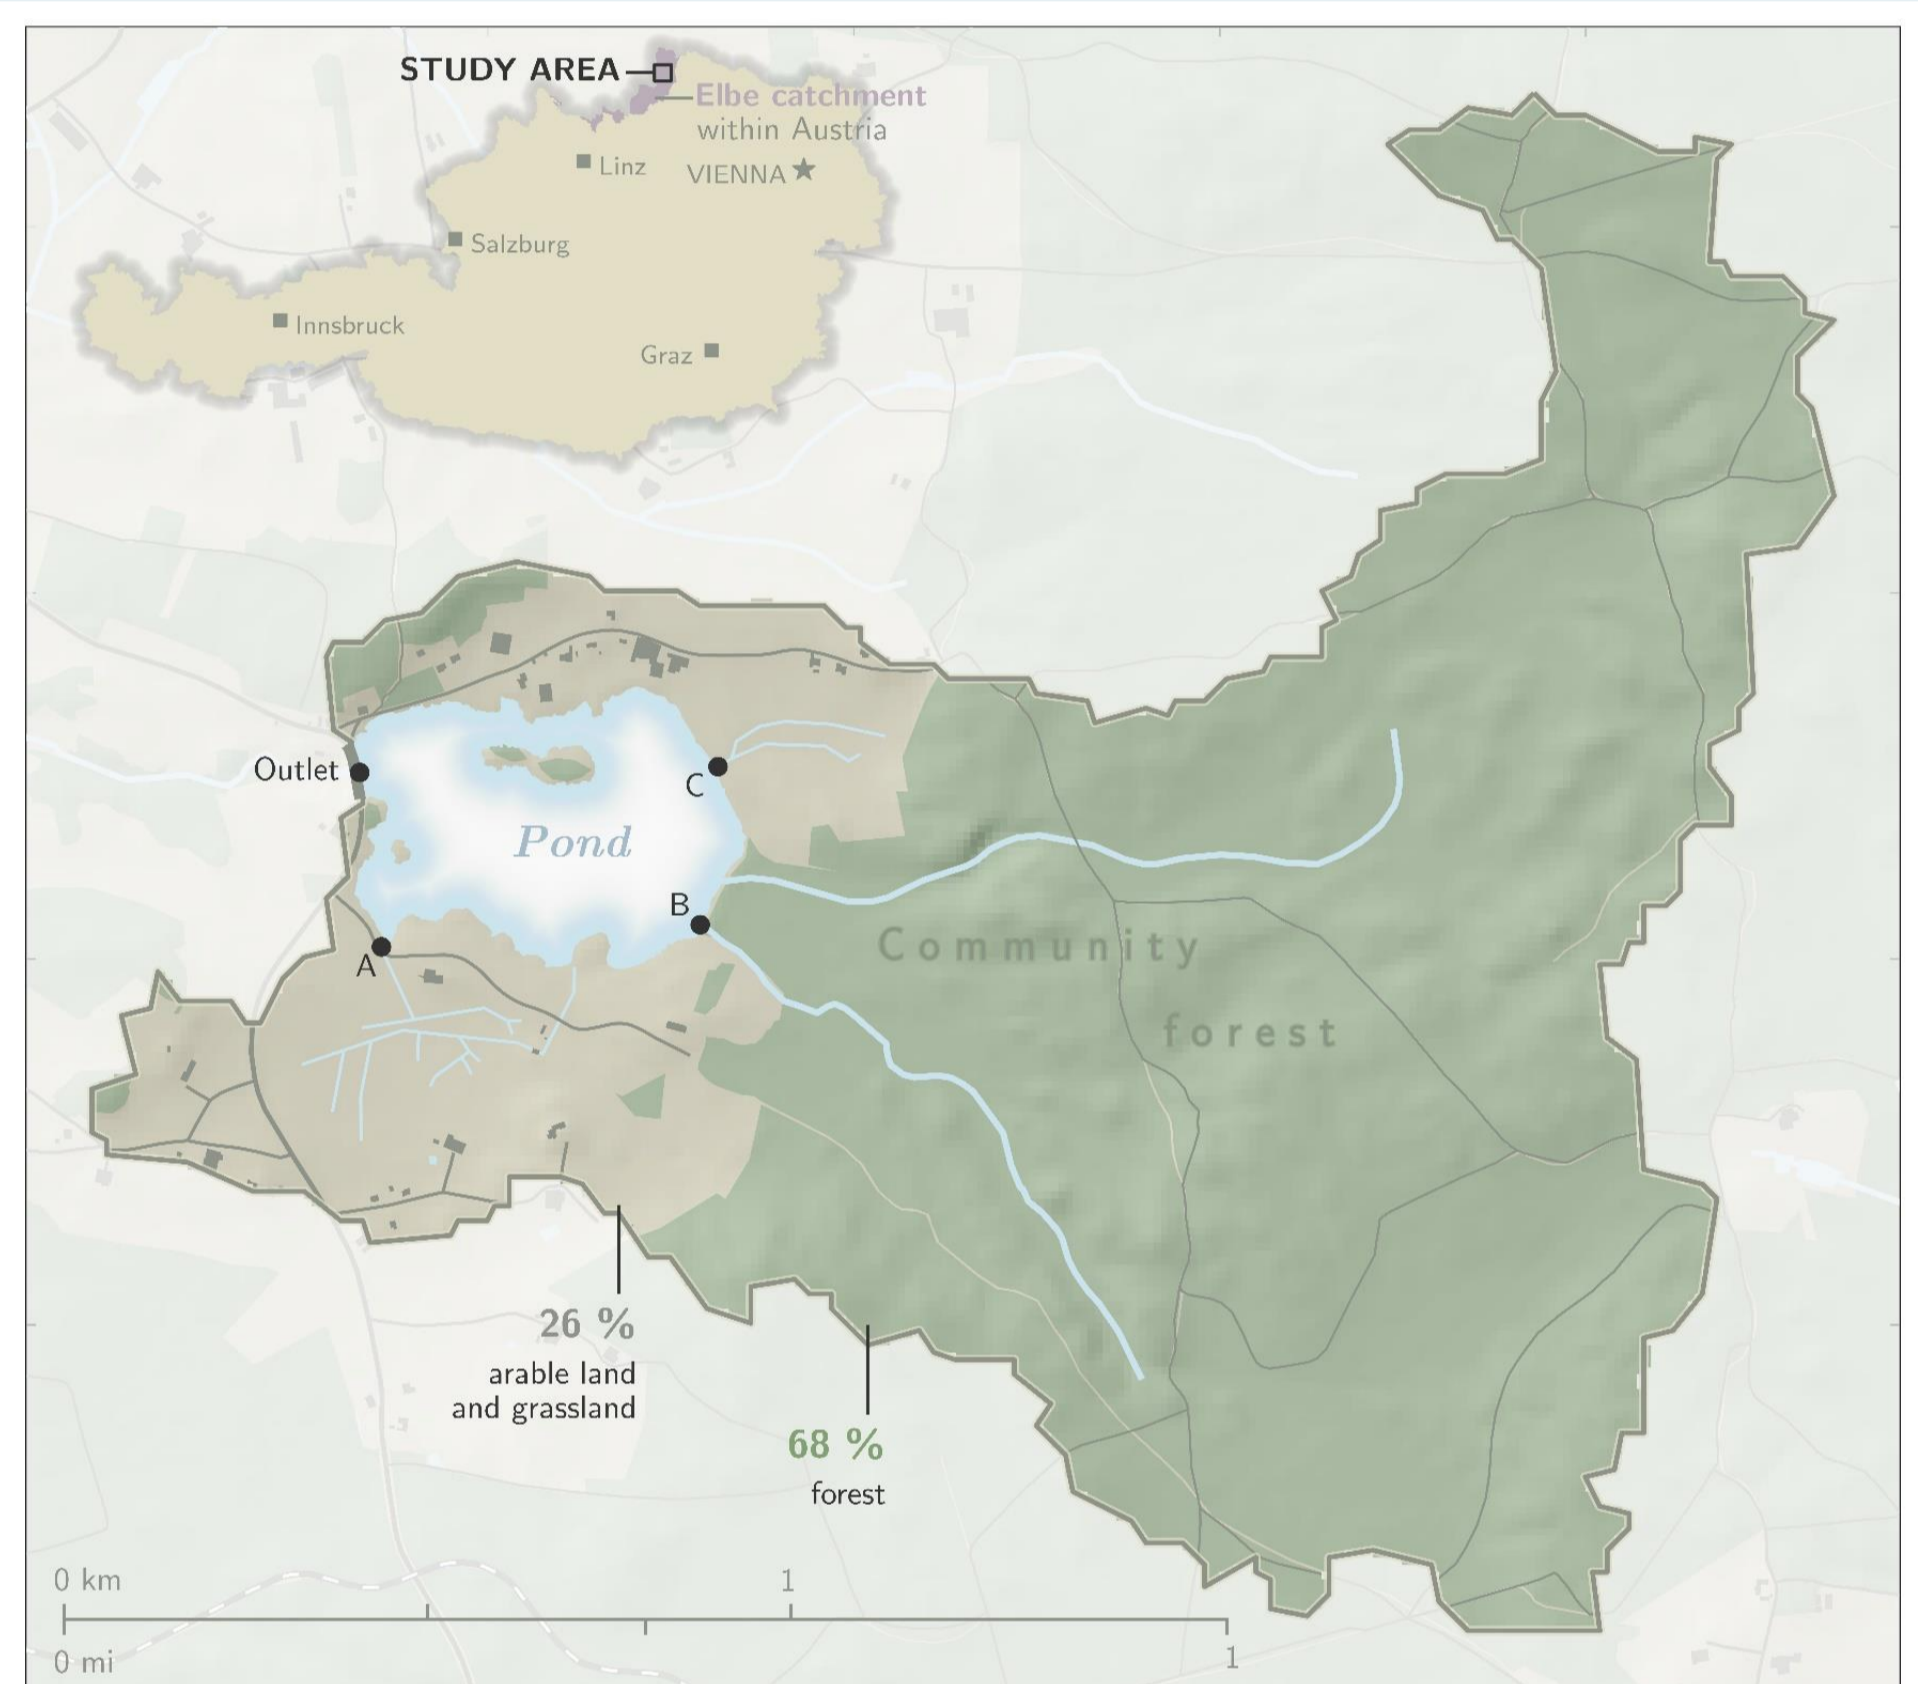 STUDY AREA
Elbe catchment
within Austria
Linz
VIENNA
Salzburg
Innsbruck
Graz
Outlet
C
Pond
B
A
Community
forest
26 %
arable land
and grassland
68 %
forest
0 km
1
0 mi
1